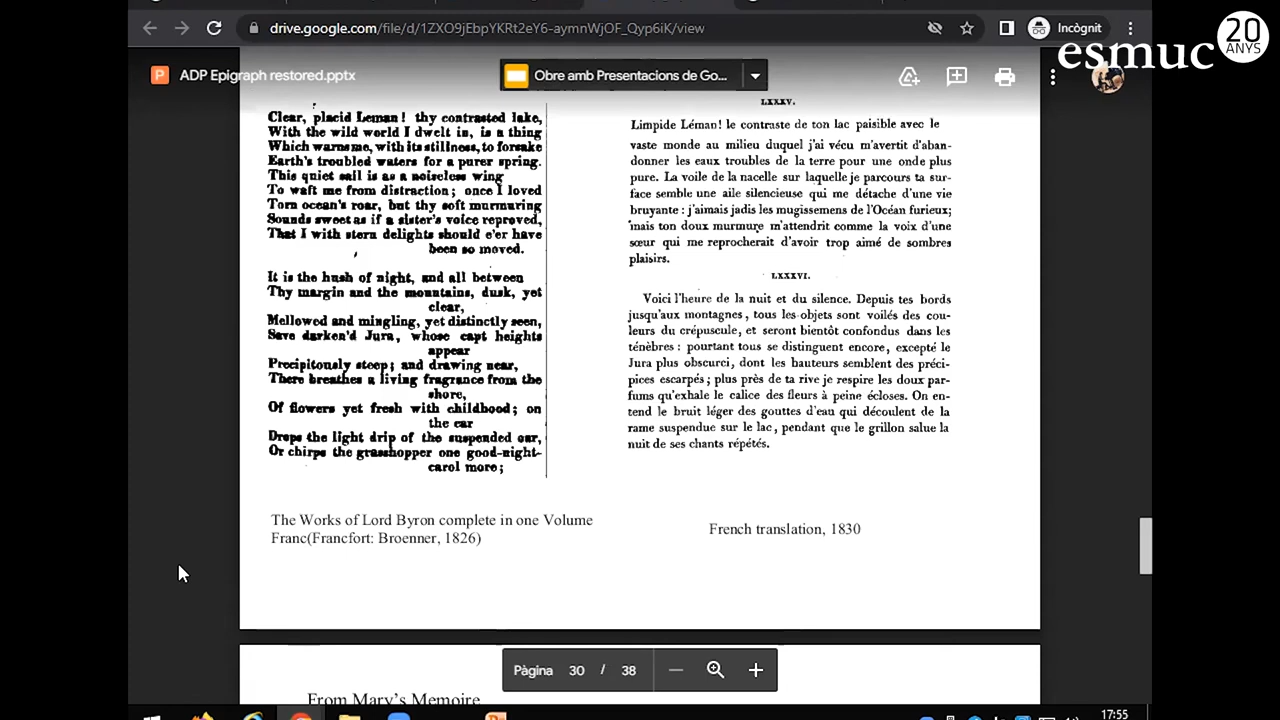 drive.google.com/file/d/1ZXO9jEbpYKRt2eY6-aymnWjOF_Qyp6iK/view
Incògnit
esmuc
20
ANYS
P
ADP Epigraph restored.pptx
Obre amb Presentacions de Go...
Clear, placid Leman! thy contrasted lake,
With the wild world I dwelt in, is a thing
Which warns me, with its stillness, to forsake
Earth's troubled waters for a purer spring.
This quiet sail is as a noiseless wing
To waft me from distraction; once I loved
Torn ocean's roar, but thy soft murmuring
Sounds sweet as if a sister's voice reproved,
That I with stern delights should e'er have
been so moved.
It is the hush of night, and all between
Thy margin and the mountains, dusk, yet
clear,
Mellowed and mingling, yet distinctly seen,
Save darken'd Jura, whose capt heights
appear
Precipitously steep; and drawing near,
There breathes a living fragrance from the
shore,
Of flowers yet fresh with childhood; on
the ear
Drops the light drip of the suspended oar,
Or chirps the grasshopper one good-night-
carol more;
The Works of Lord Byron complete in one Volume
Franc(Francfort: Broenner, 1826)
LXXXV.
Limpide Léman! le contraste de ton lac paisible avec le
vaste monde au milieu duquel j'ai vécu m'avertit d'aban-
donner les eaux troubles de la terre pour une onde plus
pure. La voile de la nacelle sur laquelle je parcours ta sur-
face semble une aile silencieuse qui me détache d'une vie
bruyante : j'aimais jadis les mugissemens de l'Océan furieux;
mais ton doux murmure m'attendrit comme la voix d'une
sœur qui me reprocherait d'avoir trop aimé de sombres
plaisirs.
LXXXVI.
Voici l'heure de la nuit et du silence. Depuis tes bords
jusqu'aux montagnes, tous les objets sont voilés des cou-
leurs du crépuscule, et seront bientôt confondus dans les
ténèbres : pourtant tous se distinguent encore, excepté le
Jura plus obscurci, dont les hauteurs semblent des préci-
pices escarpés; plus près de ta rive je respire les doux par-
fums qu'exhale le calice des fleurs à peine écloses. On en-
tend le bruit léger des gouttes d'eau qui découlent de la
rame suspendue sur le lac, pendant que le grillon salue la
nuit de ses chants répétés.
French translation, 1830
Pàgina 30 / 38
From Mary's Memoire
17:55